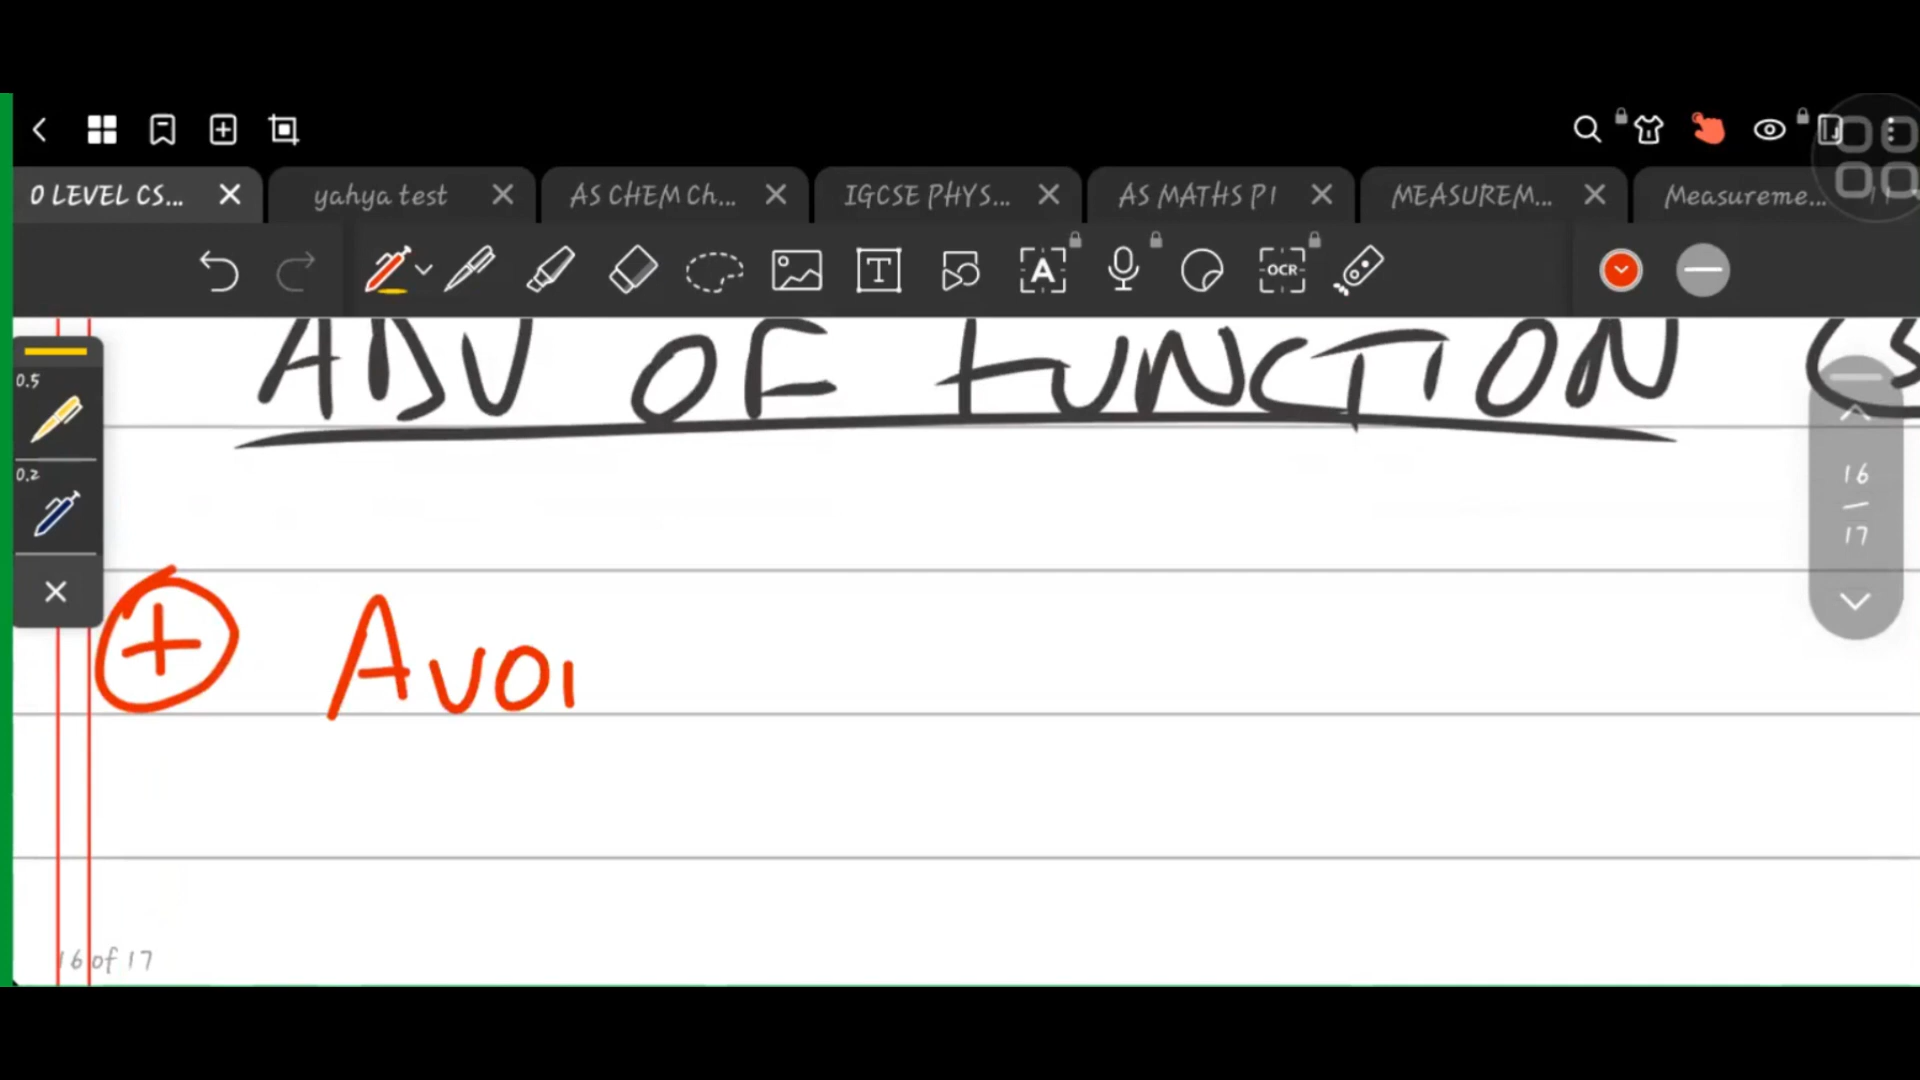 O LEVEL CS... yahya test AS CHEM Ch... IGCSE PHYS... AS MATHS P1 MEASUREM... Measureme...
T A OCR
ADV OF FUNCTION (S
0.5
0.2
16
17
+ Avoi
16 of 17